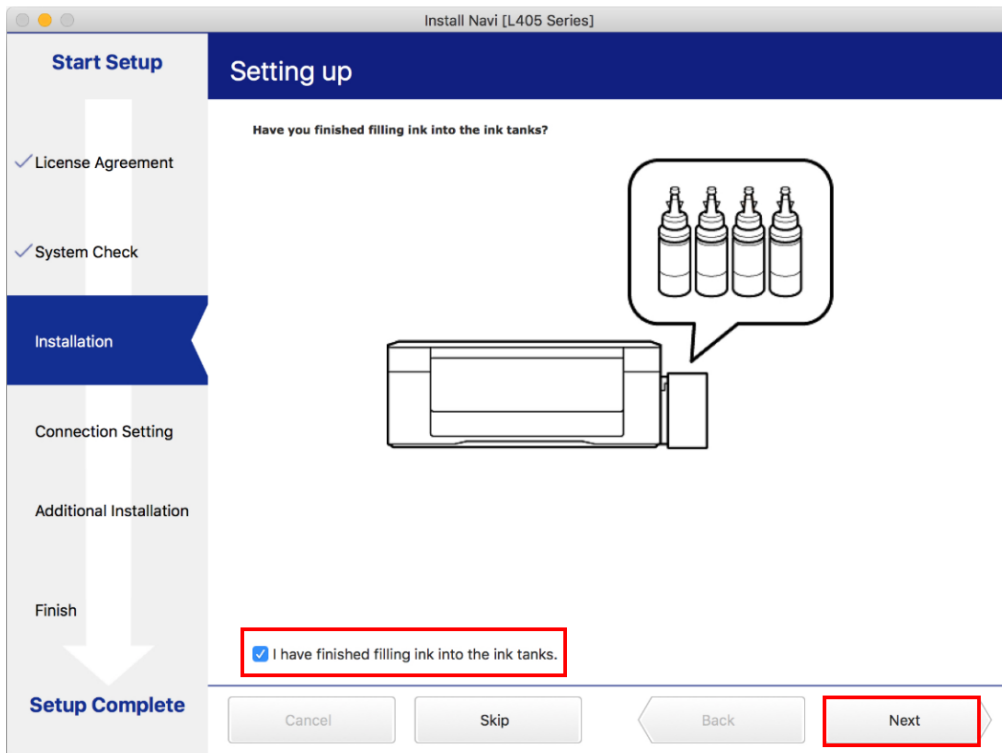 Install Navi [L405 Series]
Start Setup
License Agreement
System Check
Installation
Connection Setting
Additional Installation
Finish
Setup Complete
Setting up
Have you finished filling ink into the ink tanks?
I have finished filling ink into the ink tanks.
Cancel
Skip
Back
Next